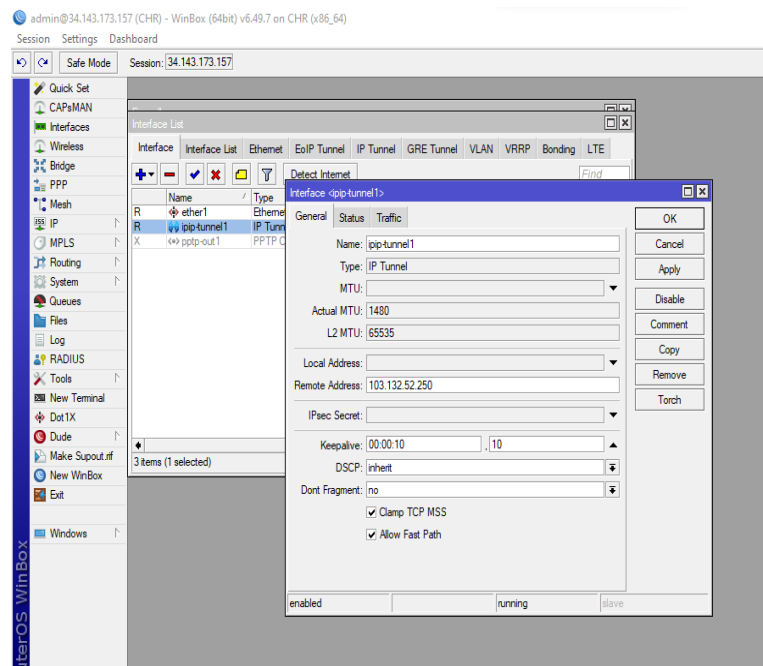 admin@34.143.173.157 (CHR) - WinBox (64bit) v6.49.7 on CHR (x86_64)
Session Settings Dashboard
Safe Mode Session: 34.143.173.157
Quick Set
CAPsMAN
Interfaces
Wireless
Bridge
PPP
Mesh
IP
MPLS
Routing
System
Queues
Files
Log
RADIUS
Tools
New Terminal
Dot1X
Dude
Make Supout.rif
New WinBox
Exit
Windows
uterOS WinBox
Interface List
Interface Interface List Ethernet EoIP Tunnel IP Tunnel GRE Tunnel VLAN VRRP Bonding LTE
Detect Internet Find
Name / Type
R ether1 Etherne
R ipip-tunnel1 IP Tunn
X pptp-out1 PPTP C
3 items (1 selected)
Interface <ipip-tunnel1>
General Status Traffic
Name: ipip-tunnel1
Type: IP Tunnel
MTU:
Actual MTU: 1480
L2 MTU: 65535
Local Address:
Remote Address: 103.132.52.250
IPsec Secret:
Keepalive: 00:00:10 , 10
DSCP: inherit
Dont Fragment: no
Clamp TCP MSS
Allow Fast Path
OK
Cancel
Apply
Disable
Comment
Copy
Remove
Torch
enabled running slave